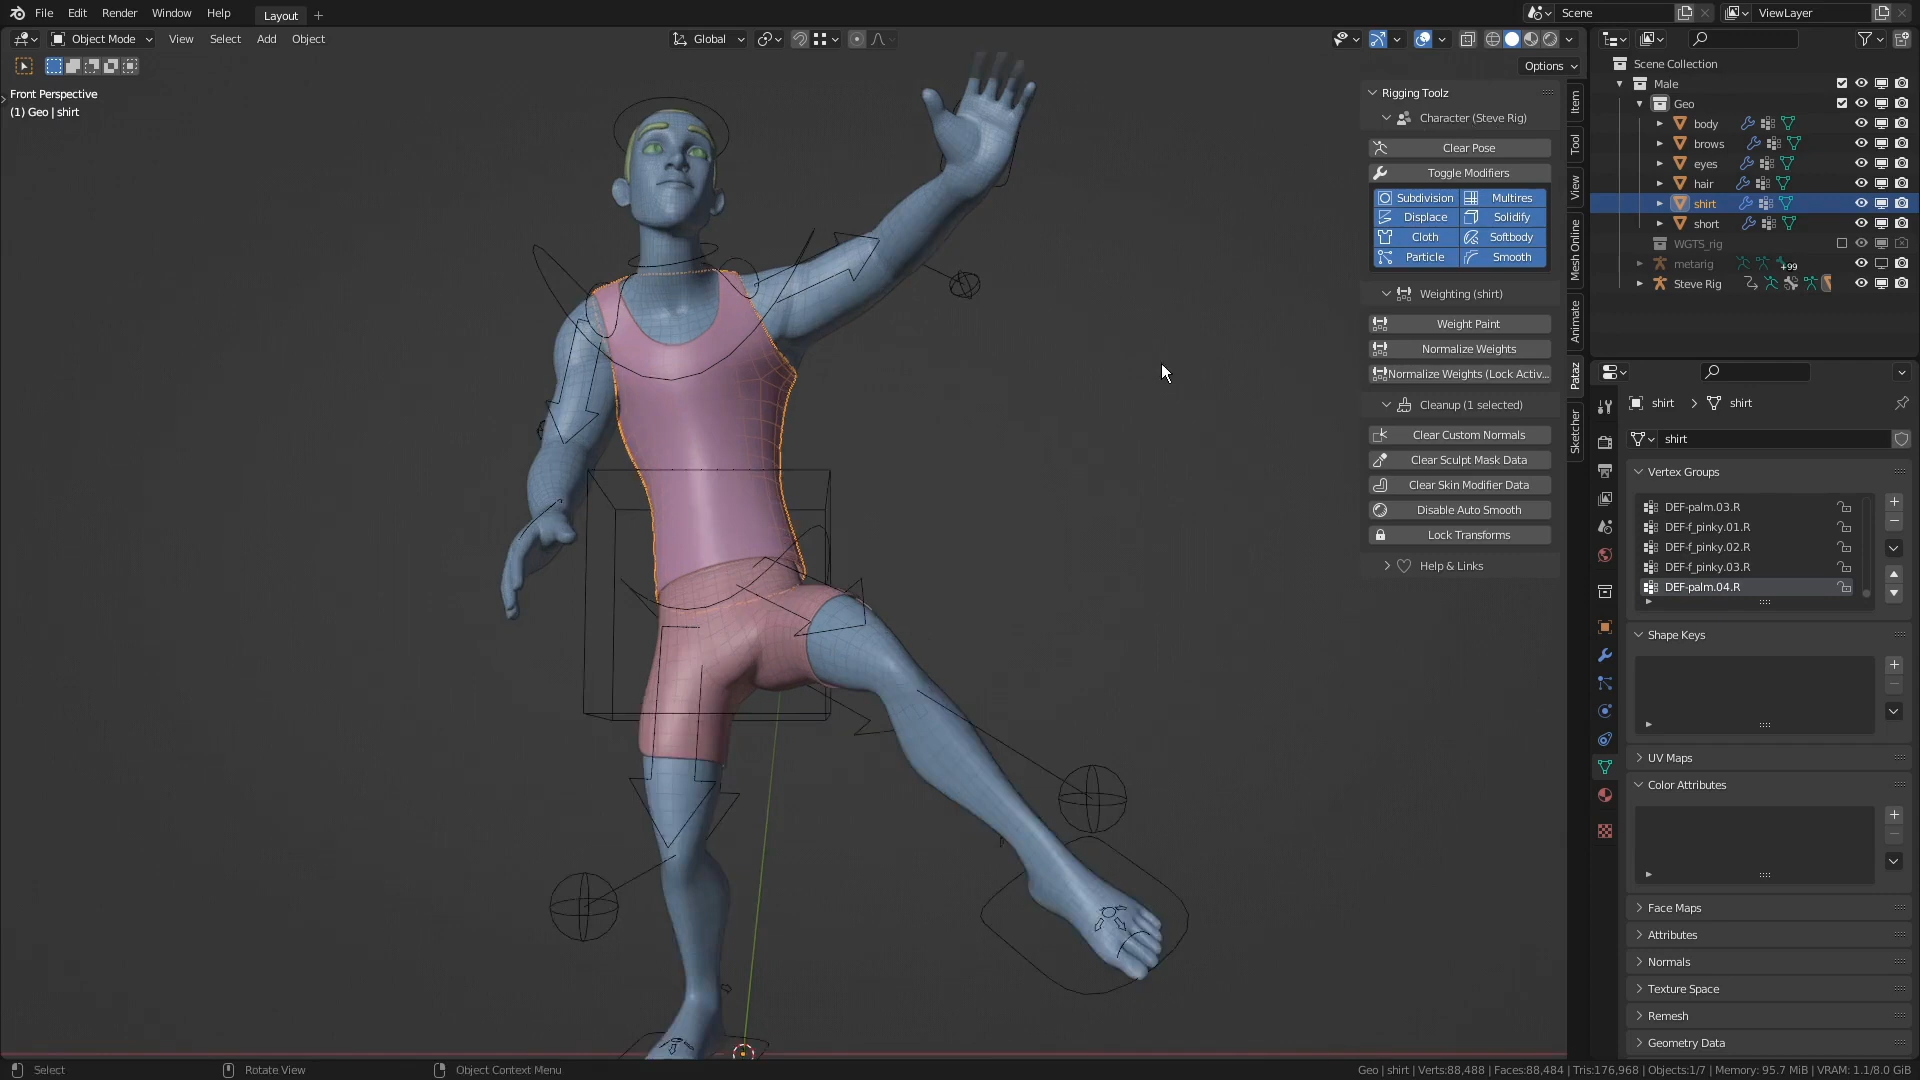 File Edit Render Window Help Layout +
Scene
ViewLayer
Object Mode View Select Add Object
Global
Options
Front Perspective
(1) Geo | shirt
Rigging Toolz
Character (Steve Rig)
Clear Pose
Toggle Modifiers
Subdivision Multires
Displace Solidify
Cloth Softbody
Particle Smooth
Weighting (shirt)
Weight Paint
Normalize Weights
Normalize Weights (Lock Activ...
Cleanup (1 selected)
Clear Custom Normals
Clear Sculpt Mask Data
Clear Skin Modifier Data
Disable Auto Smooth
Lock Transforms
Help & Links
Item
Tool
View
Mesh Online
Animate
Pataz
Sketcher
Scene Collection
Male
Geo
body
brows
eyes
hair
shirt
short
WGTS_rig
metarig +99
Steve Rig
shirt > shirt
shirt
Vertex Groups
DEF-palm.03.R
DEF-f_pinky.01.R
DEF-f_pinky.02.R
DEF-f_pinky.03.R
DEF-palm.04.R
Shape Keys
UV Maps
Color Attributes
Face Maps
Attributes
Normals
Texture Space
Remesh
Geometry Data
Select
Rotate View
Object Context Menu
Geo | shirt | Verts:88,488 | Faces:88,484 | Tris:176,968 | Objects:1/7 | Memory: 95.7 MiB | VRAM: 1.1/8.0 GiB